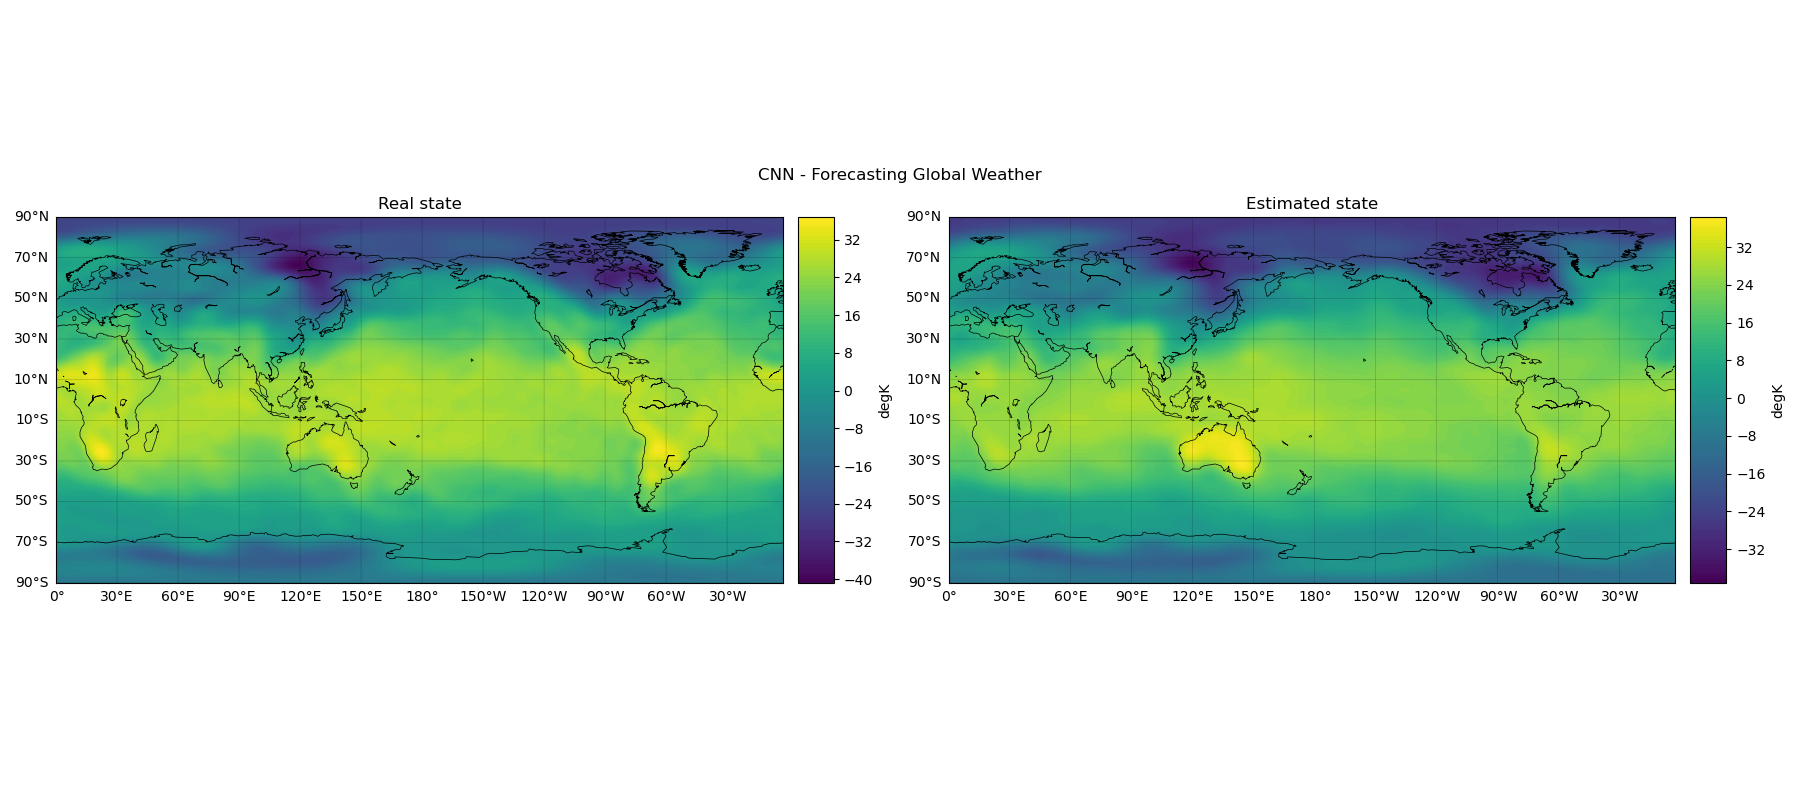 CNN - Forecasting Global Weather
Real state
90°N
70°N
50°N
30°N
10°N
10°S
30°S
50°S
70°S
90°S
0°
30°E
60°E
90°E
120°E
150°E
180°
150°W
120°W
90°W
60°W
30°W
32
24
16
8
0
−8
−16
−24
−32
−40
degK
Estimated state
90°N
70°N
50°N
30°N
10°N
10°S
30°S
50°S
70°S
90°S
0°
30°E
60°E
90°E
120°E
150°E
180°
150°W
120°W
90°W
60°W
30°W
32
24
16
8
0
−8
−16
−24
−32
degK